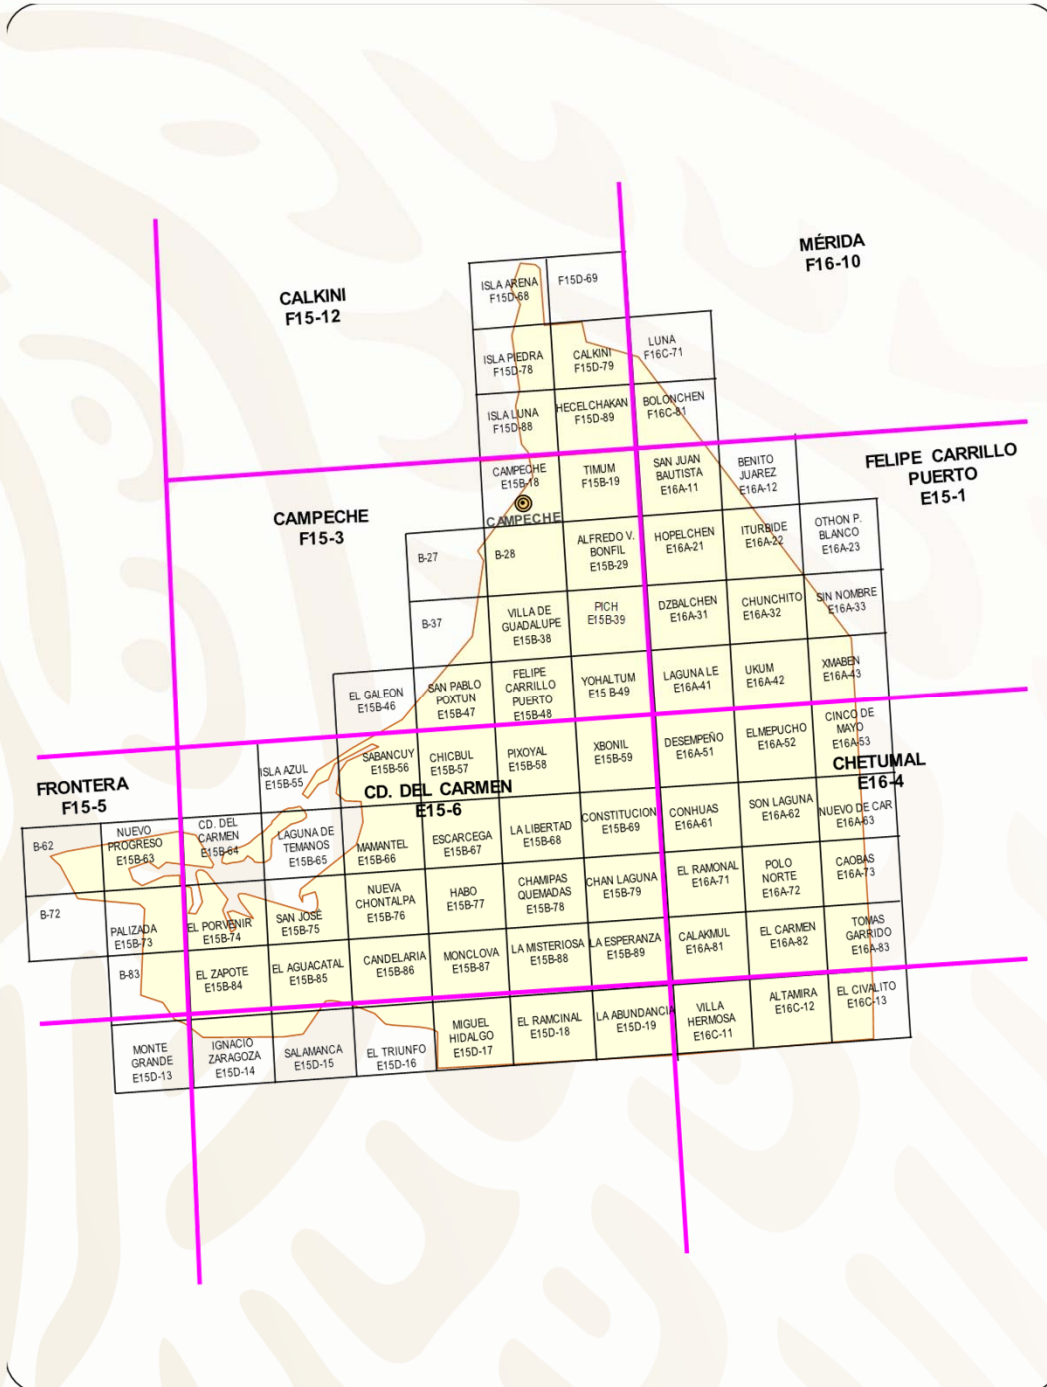 MÉRIDA
F16-10
CALKINI
F15-12
ISLA ARENA
F15D-68
F15D-69
ISLA PIEDRA
F15D-78
CALKINI
F15D-79
LUNA
F16C-71
ISLA LUNA
F15D-88
HECELCHAKAN
F15D-89
BOLONCHEN
F16C-81
FELIPE CARRILLO
PUERTO
E15-1
CAMPECHE
F15-3
CAMPECHE
E15B-18
TIMUM
F15B-19
SAN JUAN
BAUTISTA
E16A-11
BENITO
JUAREZ
E16A-12
CAMPECHE
B-27
B-28
ALFREDO V.
BONFIL
E15B-29
HOPELCHEN
E16A-21
ITURBIDE
E16A-22
OTHON P.
BLANCO
E16A-23
B-37
VILLA DE
GUADALUPE
E15B-38
PICH
E15B-39
DZBALCHEN
E16A-31
CHUNCHITO
E16A-32
SIN NOMBRE
E16A-33
EL GALEON
E15B-46
SAN PABLO
POXTUN
E15B-47
FELIPE
CARRILLO
PUERTO
E15B-48
YOHALTUM
E15 B-49
LAGUNA LE
E16A-41
UKUM
E16A-42
XMABEN
E16A-43
FRONTERA
F15-5
ISLA AZUL
E15B-55
SABANCUY
E15B-56
CHICBUL
E15B-57
PIXOYAL
E15B-58
XBONIL
E15B-59
DESEMPEÑO
E16A-51
ELMEPUCHO
E16A-52
CINCO DE
MAYO
E16A-53
CD. DEL CARMEN
E15-6
CHETUMAL
E16-4
B-62
NUEVO
PROGRESO
E15B-63
CD. DEL
CARMEN
E15B-64
LAGUNA DE
TEMANOS
E15B-65
MAMANTEL
E15B-66
ESCARCEGA
E15B-67
LA LIBERTAD
E15B-68
CONSTITUCION
E15B-69
CONHUAS
E16A-61
SON LAGUNA
E16A-62
NUEVO DE CAR
E16A-63
B-72
PALIZADA
E15B-73
EL PORVENIR
E15B-74
SAN JOSE
E15B-75
NUEVA
CHONTALPA
E15B-76
HABO
E15B-77
CHAMPAS
QUEMADAS
E15B-78
CHAN LAGUNA
E15B-79
EL RAMONAL
E16A-71
POLO
NORTE
E16A-72
CAOBAS
E16A-73
B-83
EL ZAPOTE
E15B-84
EL AGUACATAL
E15B-85
CANDELARIA
E15B-86
MONCLOVA
E15B-87
LA MISTERIOSA
E15B-88
LA ESPERANZA
E15B-89
CALAKMUL
E16A-81
EL CARMEN
E16A-82
TOMAS
GARRIDO
E16A-83
MONTE
GRANDE
E15D-13
IGNACIO
ZARAGOZA
E15D-14
SALAMANCA
E15D-15
EL TRIUNFO
E15D-16
MIGUEL
HIDALGO
E15D-17
EL RAMCINAL
E15D-18
LA ABUNDANCIA
E15D-19
VILLA
HERMOSA
E16C-11
ALTAMIRA
E16C-12
EL CIVALITO
E16C-13